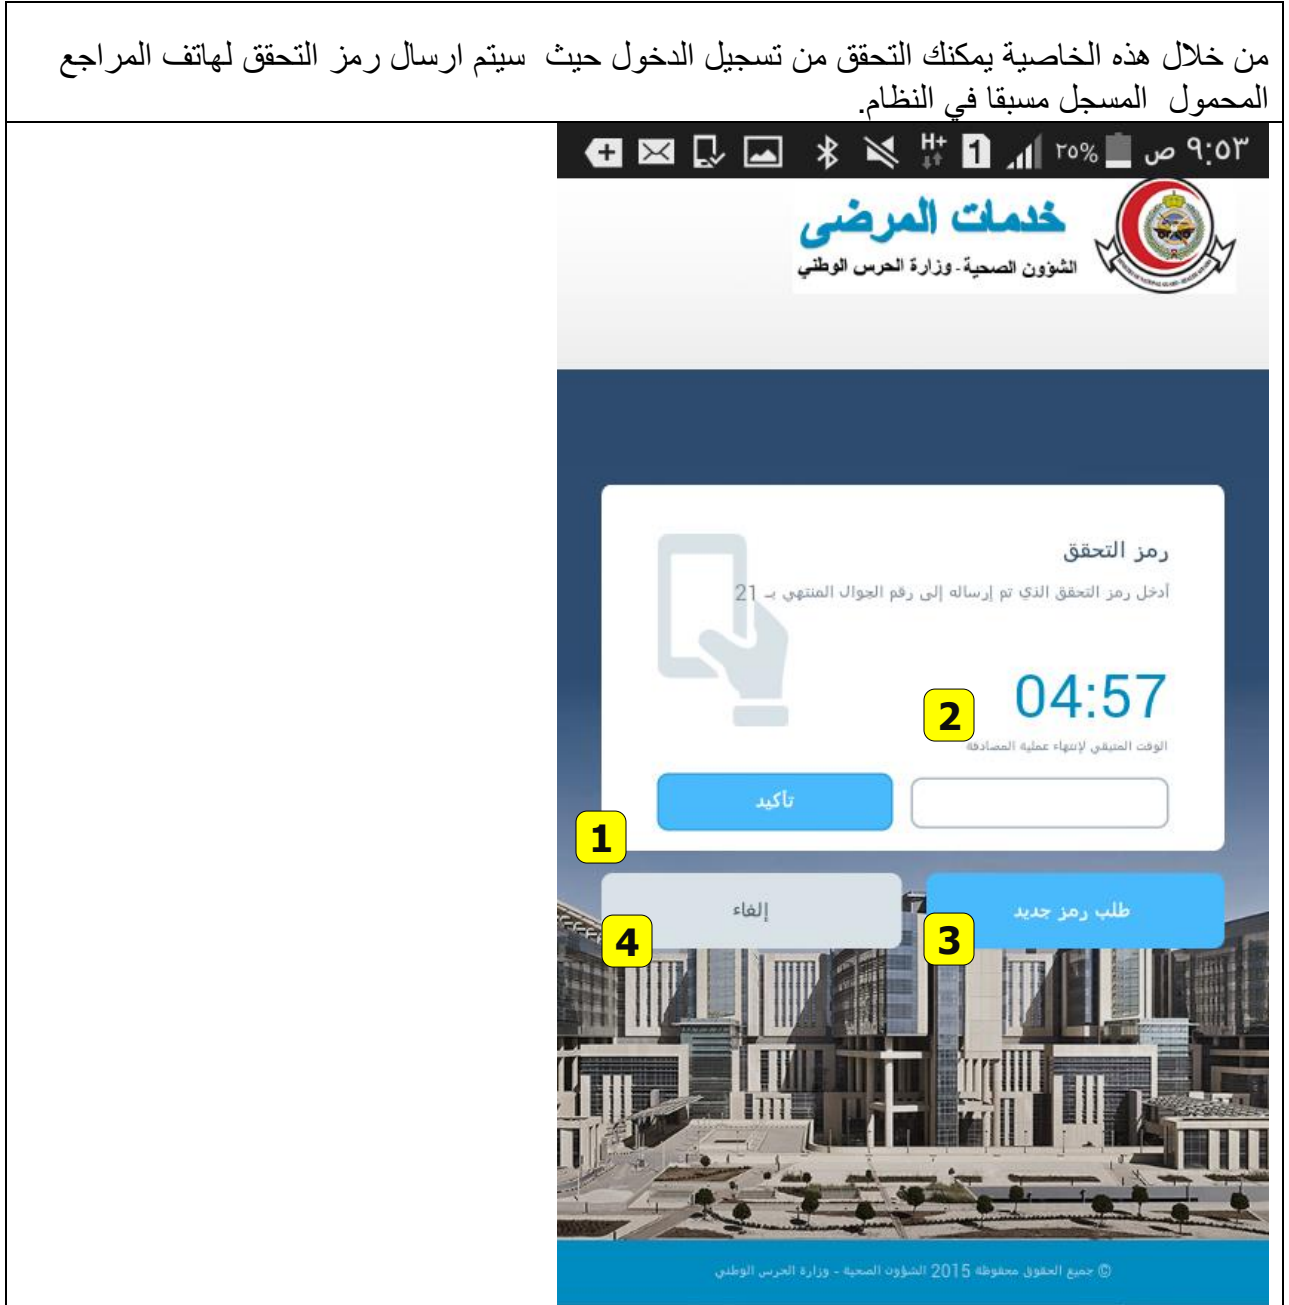 من خلال هذه الخاصية يمكنك التحقق من تسجيل الدخول حيث سيتم ارسال رمز التحقق لهاتف المراجع
المحمول المسجل مسبقا في النظام.
٩:٥٣ ص ٢٥% 1 H+
خدمات المرضى
الشؤون الصحية - وزارة الحرس الوطني
رمز التحقق
أدخل رمز التحقق الذي تم إرساله إلى رقم الجوال المنتهي بـ 21
04:57
2
الوقت المتبقي لإنتهاء عملية المصادقة
تأكيد
1
طلب رمز جديد
إلغاء
3
4
© جميع الحقوق محفوظة 2015 الشؤون الصحية - وزارة الحرس الوطني